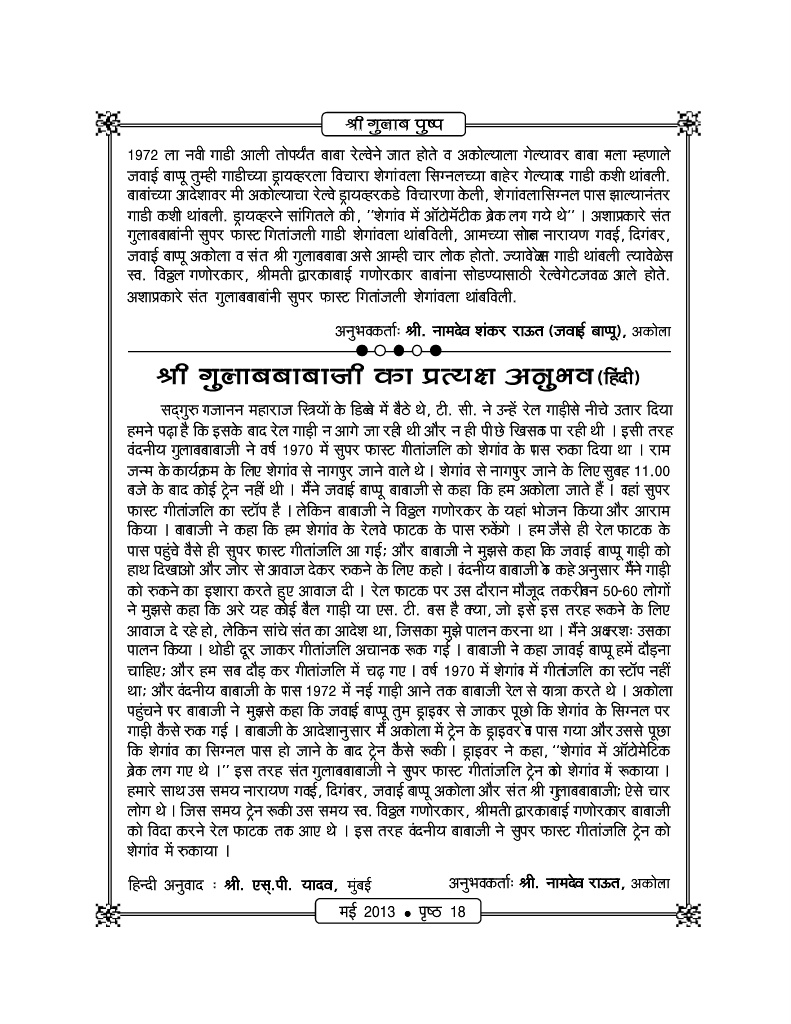 श्री गुलाब पुष्प
1972 ला नवी गाडी आली तोपर्यंत बाबा रेल्वेने जात होते व अकोल्याला गेल्यावर बाबा मला म्हणाले
जवाई बाप्पू तुम्ही गाडीच्या ड्रायव्हरला विचारा शेगांवला सिग्नलच्या बाहेर गेल्यावर गाडी कशी थांबली.
बाबांच्या आदेशावर मी अकोल्याचा रेल्वे ड्रायव्हरकडे विचारणा केली, शेगांवलासिग्नल पास झाल्यानंतर
गाडी कशी थांबली. ड्रायव्हरने सांगितले की, "शेगांव में ऑटोमॅटीक ब्रेक लग गये थे" । अशाप्रकारे संत
गुलाबबाबांनी सुपर फास्ट गितांजली गाडी शेगांवला थांबविली, आमच्या सोबत नारायण गवई, दिगंबर,
जवाई बाप्पू अकोला व संत श्री गुलाबबाबा असे आम्ही चार लोक होतो. ज्यावेळेस गाडी थांबली त्यावेळेस
स्व. विठ्ठल गणोरकार, श्रीमती द्वारकाबाई गणोरकार बाबांना सोडण्यासाठी रेल्वेगेटजवळ आले होते.
अशाप्रकारे संत गुलाबबाबांनी सुपर फास्ट गितांजली शेगांवला थांबविली.
अनुभवकर्ताः श्री. नामदेव शंकर राऊत (जवाई बाप्पू), अकोला
श्री गुलाबबाबाजी का प्रत्यक्ष अनुभव (हिंदी)
सद्गुरु गजानन महाराज स्त्रियों के डिब्बे में बैठे थे, टी. सी. ने उन्हें रेल गाड़ीसे नीचे उतार दिया
हमने पढ़ा है कि इसके बाद रेल गाड़ी न आगे जा रही थी और न ही पीछे खिसक पा रही थी । इसी तरह
वंदनीय गुलाबबाबाजी ने वर्ष 1970 में सुपर फास्ट गीतांजलि को शेगांव के पास रुका दिया था । राम
जन्म के कार्यक्रम के लिए शेगांव से नागपुर जाने वाले थे । शेगांव से नागपुर जाने के लिए सुबह 11.00
बजे के बाद कोई ट्रेन नहीं थी । मैंने जवाई बाप्पू बाबाजी से कहा कि हम अकोला जाते हैं । वहां सुपर
फास्ट गीतांजलि का स्टॉप है । लेकिन बाबाजी ने विठ्ठल गणोरकर के यहां भोजन किया और आराम
किया । बाबाजी ने कहा कि हम शेगांव के रेलवे फाटक के पास रुकेंगे । हम जैसे ही रेल फाटक के
पास पहुंचे वैसे ही सुपर फास्ट गीतांजलि आ गई; और बाबाजी ने मुझसे कहा कि जवाई बाप्पू गाड़ी को
हाथ दिखाओ और जोर से आवाज देकर रुकने के लिए कहो । वंदनीय बाबाजी के कहे अनुसार मैंने गाड़ी
को रुकने का इशारा करते हुए आवाज दी । रेल फाटक पर उस दौरान मौजूद तकरीबन 50-60 लोगों
ने मुझसे कहा कि अरे यह कोई बैल गाड़ी या एस. टी. बस है क्या, जो इसे इस तरह रूकने के लिए
आवाज दे रहे हो, लेकिन सांचे संत का आदेश था, जिसका मुझे पालन करना था । मैंने अक्षरशः उसका
पालन किया । थोडी दूर जाकर गीतांजलि अचानक रूक गई । बाबाजी ने कहा जावई बाप्पू हमें दौड़ना
चाहिए; और हम सब दौड़ कर गीतांजलि में चढ़ गए । वर्ष 1970 में शेगांव में गीतांजलि का स्टॉप नहीं
था; और वंदनीय बाबाजी के पास 1972 में नई गाड़ी आने तक बाबाजी रेल से यात्रा करते थे । अकोला
पहुंचने पर बाबाजी ने मुझसे कहा कि जवाई बाप्पू तुम ड्राइवर से जाकर पूछो कि शेगांव के सिग्नल पर
गाड़ी कैसे रुक गई । बाबाजी के आदेशानुसार मैं अकोला में ट्रेन के ड्राइवर के पास गया और उससे पूछा
कि शेगांव का सिग्नल पास हो जाने के बाद ट्रेन कैसे रूकी । ड्राइवर ने कहा, "शेगांव में ऑटोमेटिक
ब्रेक लग गए थे ।" इस तरह संत गुलाबबाबाजी ने सुपर फास्ट गीतांजलि ट्रेन को शेगांव में रूकाया ।
हमारे साथ उस समय नारायण गवई, दिगंबर, जवाई बाप्पू अकोला और संत श्री गुलाबबाबाजी; ऐसे चार
लोग थे । जिस समय ट्रेन रूकी उस समय स्व. विठ्ठल गणोरकार, श्रीमती द्वारकाबाई गणोरकार बाबाजी
को विदा करने रेल फाटक तक आए थे । इस तरह वंदनीय बाबाजी ने सुपर फास्ट गीतांजलि ट्रेन को
शेगांव में रुकाया ।
हिन्दी अनुवाद : श्री. एस.पी. यादव, मुंबई अनुभवकर्ताः श्री. नामदेव राऊत, अकोला
मई 2013 ● पृष्ठ 18